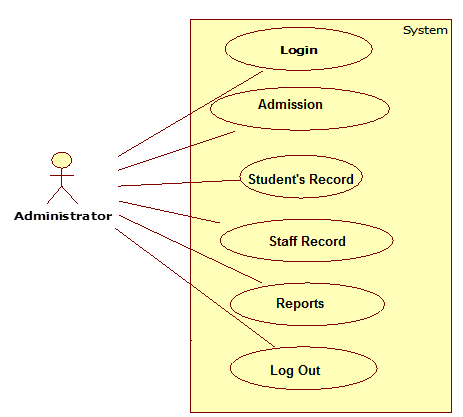 System
Login
Admission
Student's Record
Administrator
Staff Record
Reports
Log Out